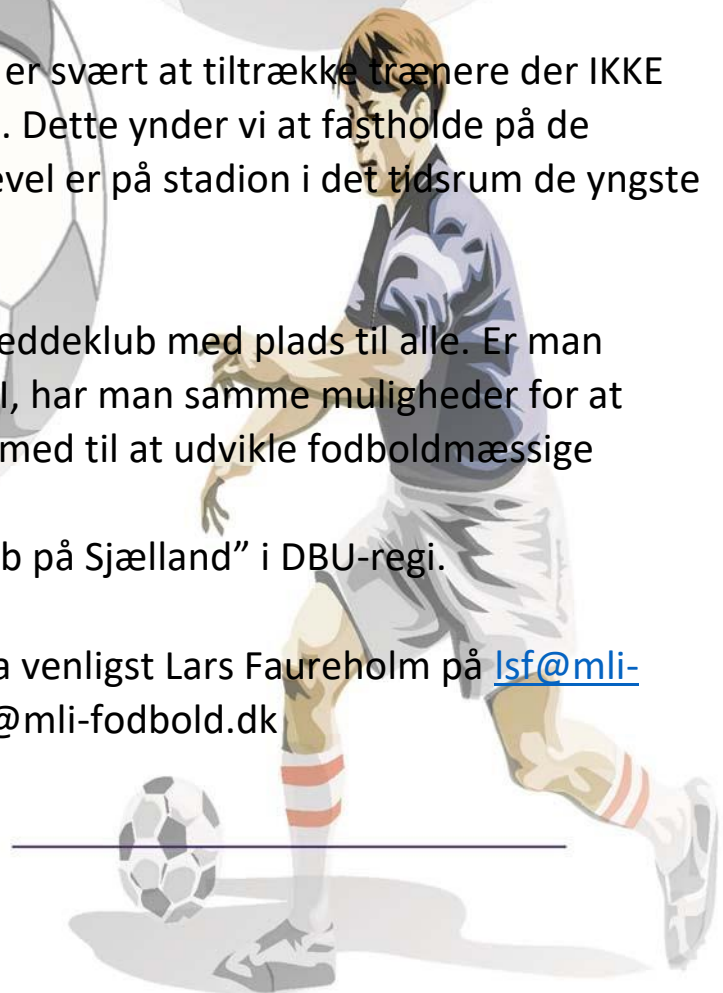 er svært at tiltrække trænere der IKKE
. Dette ynder vi at fastholde på de
evel er på stadion i det tidsrum de yngste
eddeklub med plads til alle. Er man
I, har man samme muligheder for at
med til at udvikle fodboldmæssige
b på Sjælland” i DBU-regi.
a venligst Lars Faureholm på lsf@mli-
@mli-fodbold.dk